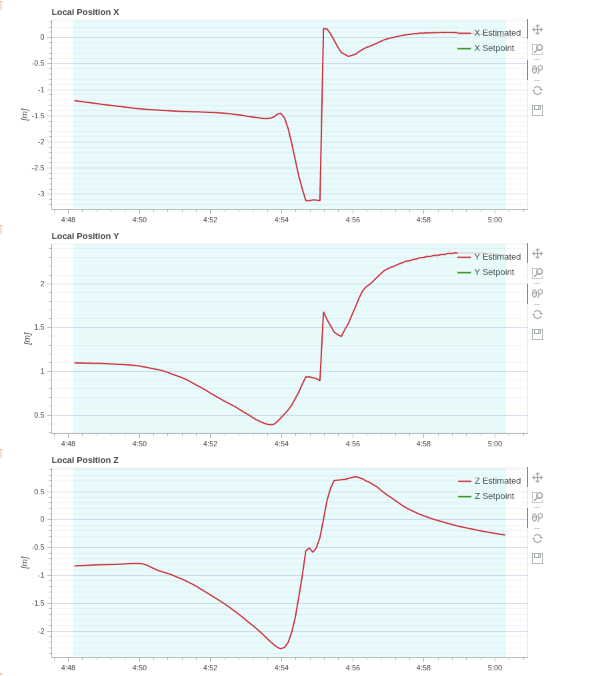 Local Position X
0
-0.5
-1
-1.5
-2
-2.5
-3
[m]
X Estimated
X Setpoint
4:48 4:50 4:52 4:54 4:56 4:58 5:00
Local Position Y
2
1.5
1
0.5
[m]
Y Estimated
Y Setpoint
4:48 4:50 4:52 4:54 4:56 4:58 5:00
Local Position Z
0.5
0
-0.5
-1
-1.5
-2
[m]
Z Estimated
Z Setpoint
4:48 4:50 4:52 4:54 4:56 4:58 5:00